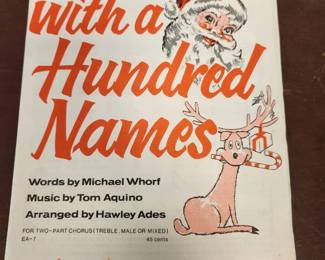 with a
Hundred
Names
Words by Michael Whorf
Music by Tom Aquino
Arranged by Hawley Ades
FOR TWO-PART CHORUS (TREBLE, MALE OR MIXED)
EA-7 45 cents